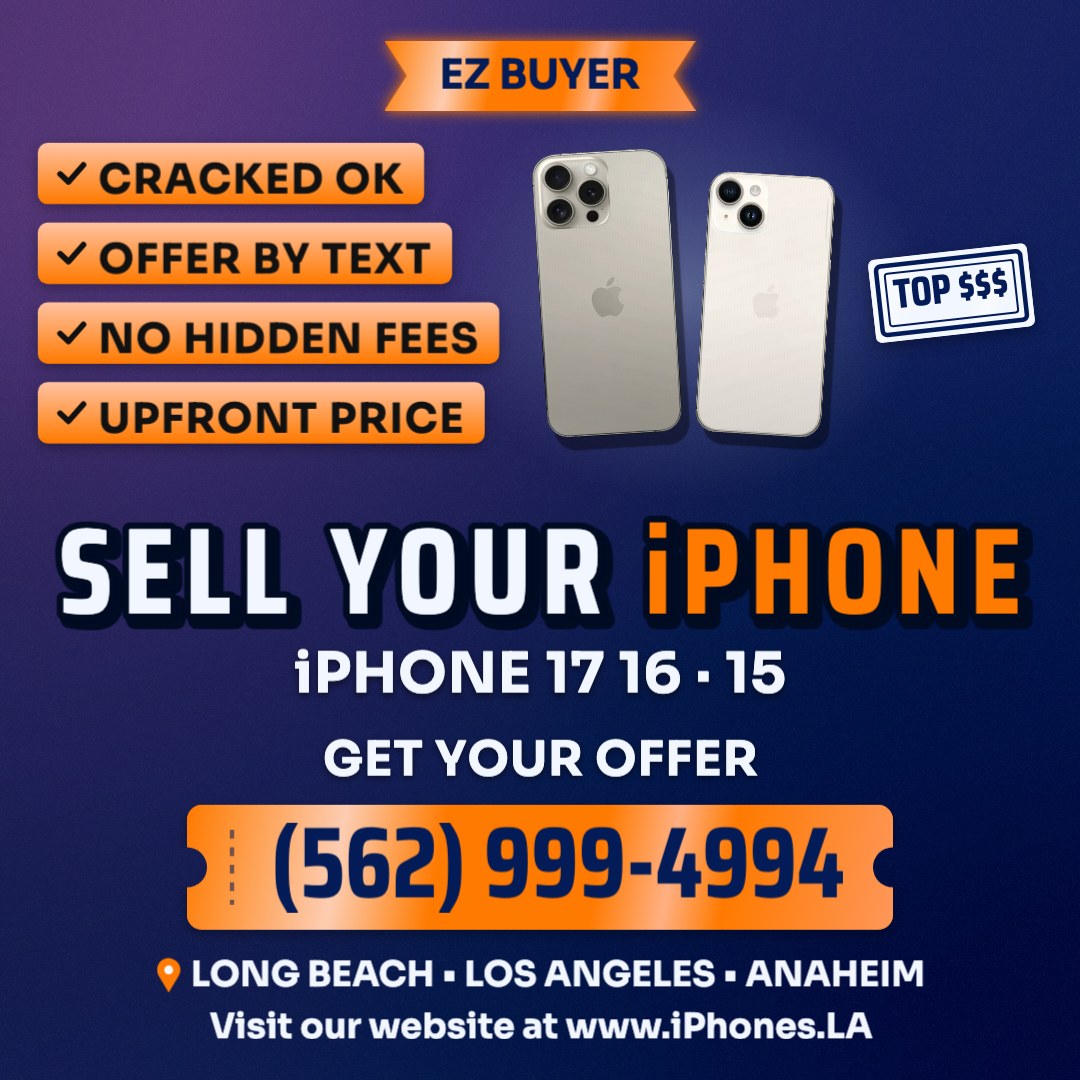 EZ BUYER
✓ CRACKED OK
✓ OFFER BY TEXT
✓ NO HIDDEN FEES
✓ UPFRONT PRICE
TOP $$$
SELL YOUR iPHONE
iPHONE 17 16 · 15
GET YOUR OFFER
(562) 999-4994
LONG BEACH ▪ LOS ANGELES ▪ ANAHEIM
Visit our website at www.iPhones.LA